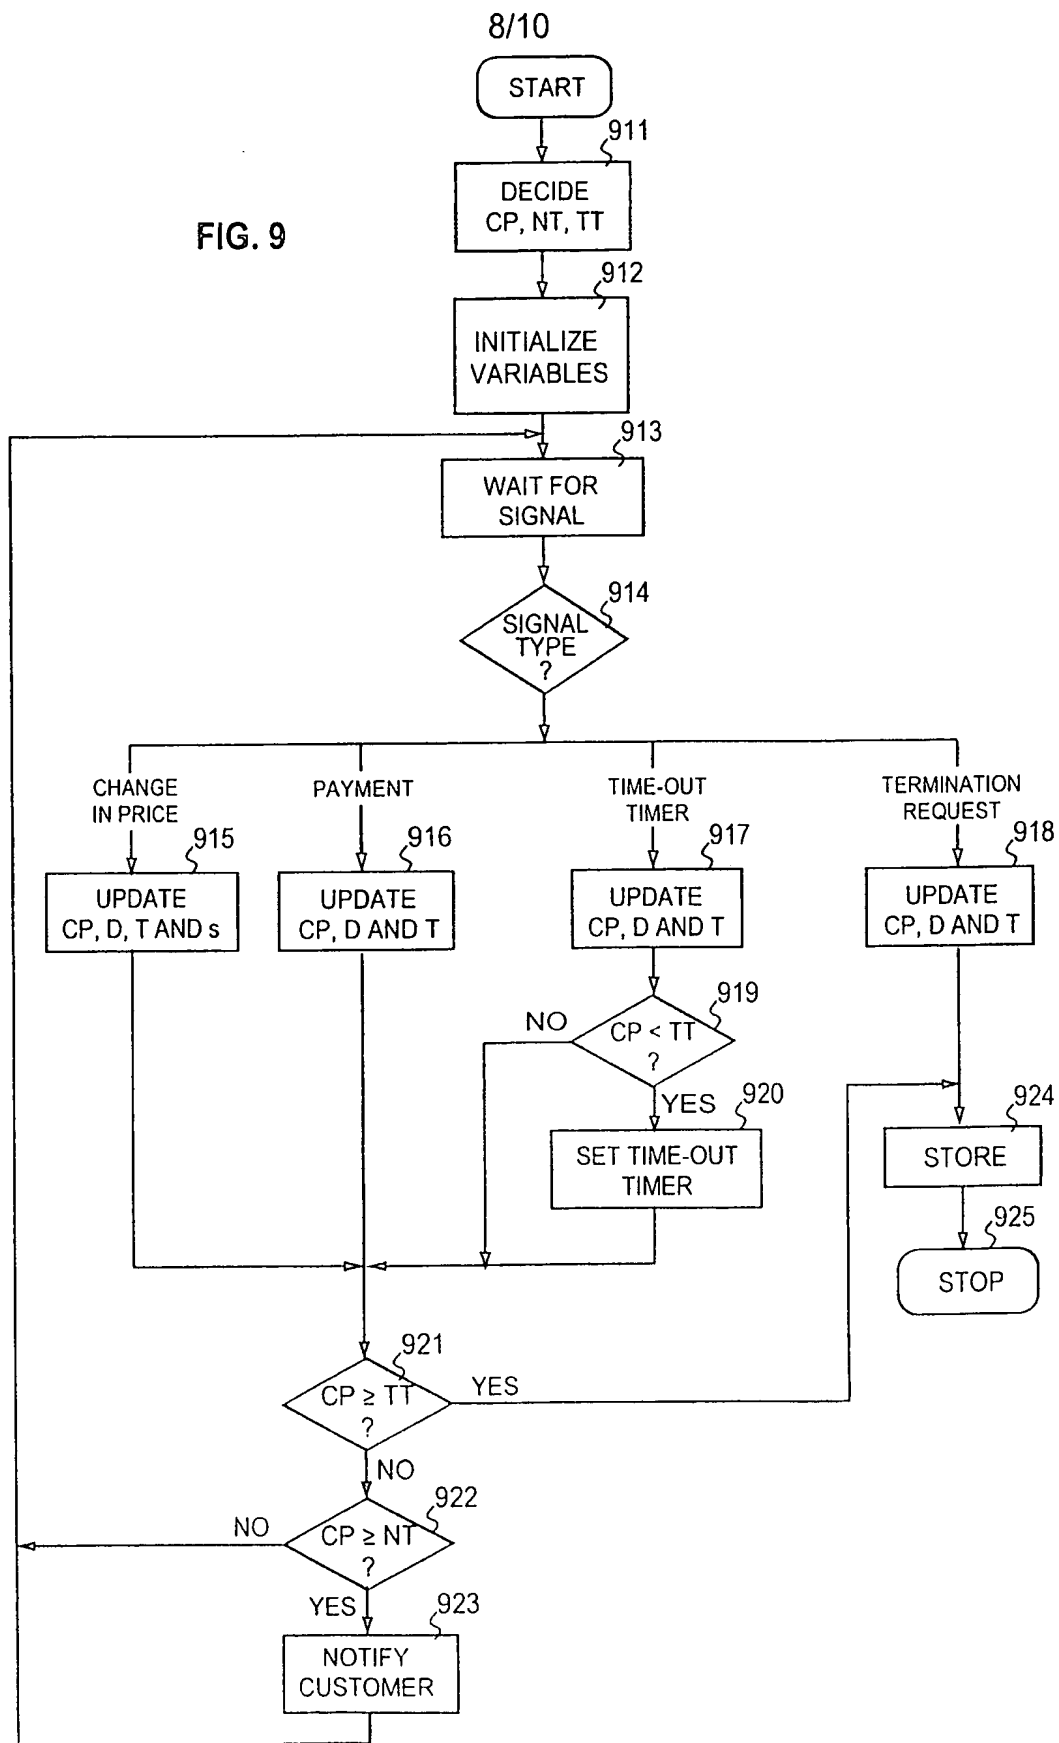 8/10
START
911
DECIDE
CP, NT, TT
FIG. 9
912
INITIALIZE
VARIABLES
913
WAIT FOR
SIGNAL
914
SIGNAL
TYPE
?
CHANGE
IN PRICE
PAYMENT
TIME-OUT
TIMER
TERMINATION
REQUEST
915
UPDATE
CP, D, T AND s
916
UPDATE
CP, D AND T
917
UPDATE
CP, D AND T
918
UPDATE
CP, D AND T
919
NO
CP < TT
?
YES
920
SET TIME-OUT
TIMER
924
STORE
925
STOP
921
CP ≥ TT
?
YES
NO
922
NO
CP ≥ NT
?
YES
923
NOTIFY
CUSTOMER